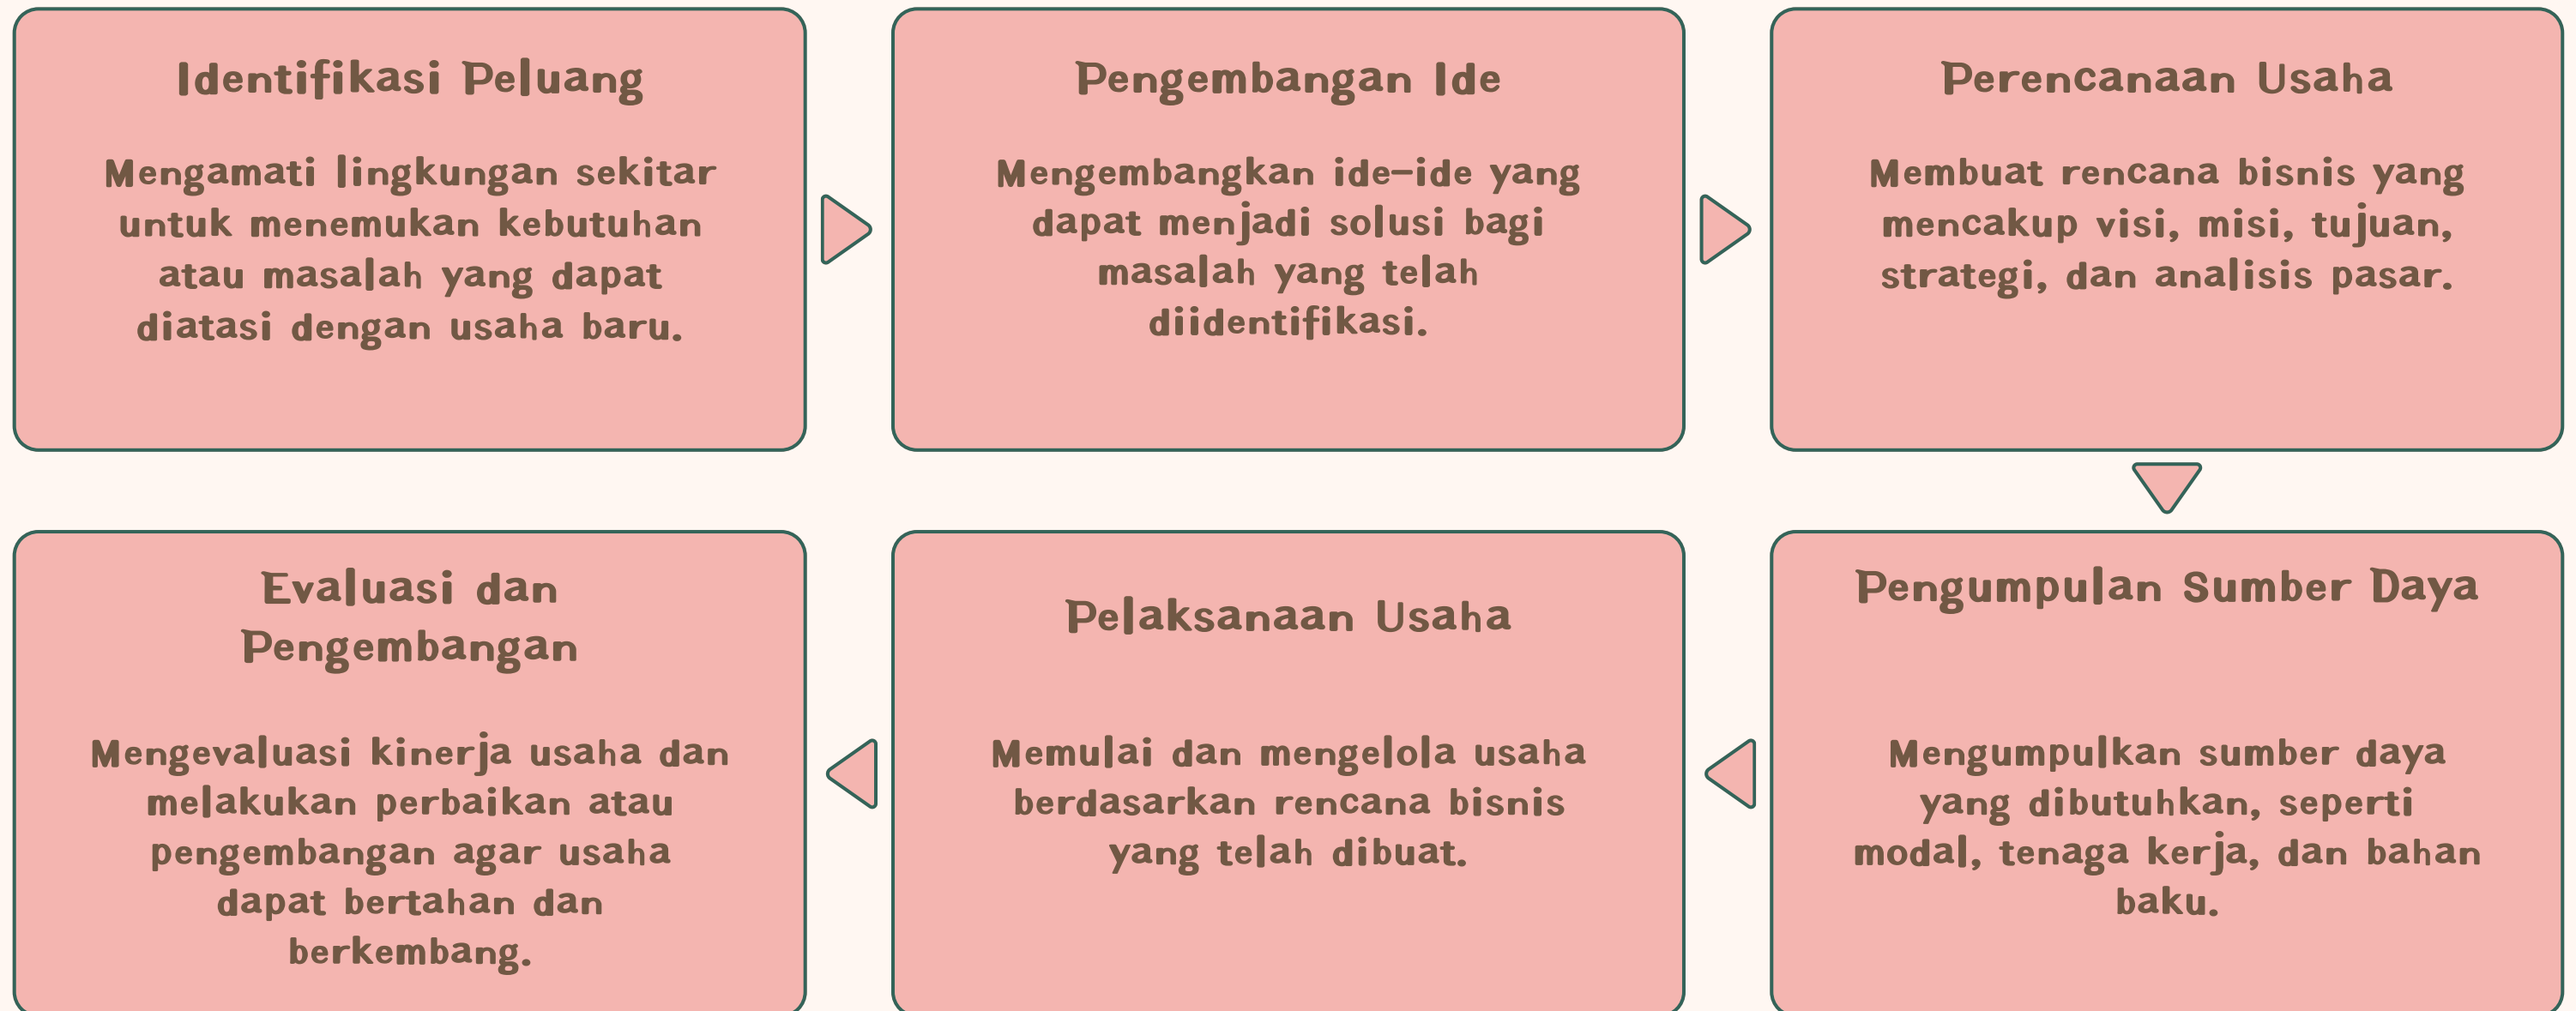 Identifikasi Peluang
Mengamati lingkungan sekitar
untuk menemukan kebutuhan
atau masalah yang dapat
diatasi dengan usaha baru.
Pengembangan Ide
Mengembangkan ide-ide yang
dapat menjadi solusi bagi
masalah yang telah
diidentifikasi.
Perencanaan Usaha
Membuat rencana bisnis yang
mencakup visi, misi, tujuan,
strategi, dan analisis pasar.
Pengumpulan Sumber Daya
Mengumpulkan sumber daya
yang dibutuhkan, seperti
modal, tenaga kerja, dan bahan
baku.
Pelaksanaan Usaha
Memulai dan mengelola usaha
berdasarkan rencana bisnis
yang telah dibuat.
Evaluasi dan
Pengembangan
Mengevaluasi kinerja usaha dan
melakukan perbaikan atau
pengembangan agar usaha
dapat bertahan dan
berkembang.